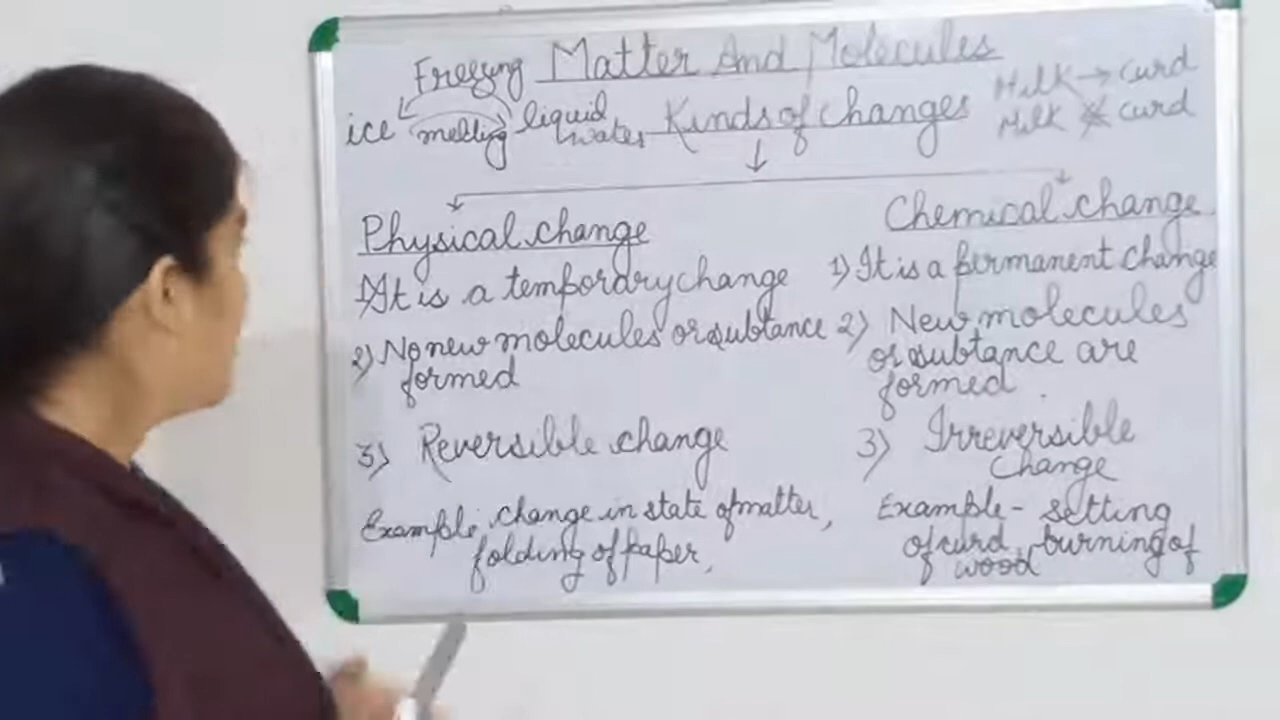 Freezing Matter And Molecules
ice melting liquid water Kinds of changes
Milk → curd
Milk curd
Physical change
1) It is a temporary change
2) No new molecules or subtance
formed
3) Reversible change
Example: change in state of matter,
folding of paper,
Chemical change
1) It is a permanent change
2) New molecules
or subtance are
formed.
3) Irreversible
Change
Example - setting
of curd, burning of
wood